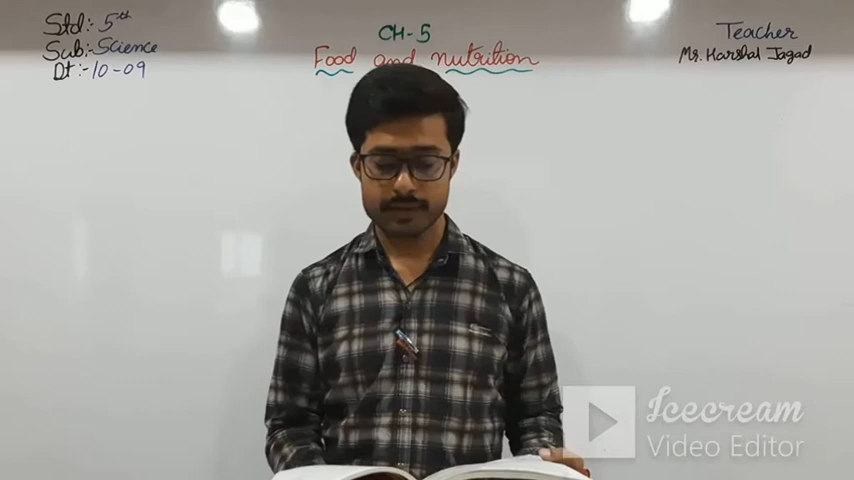 Std:- 5th
Sub:- Science
Dt:- 10-09
CH-5
Food and nutrition
Teacher
Mr. Harshal Jagad
Icecream
Video Editor